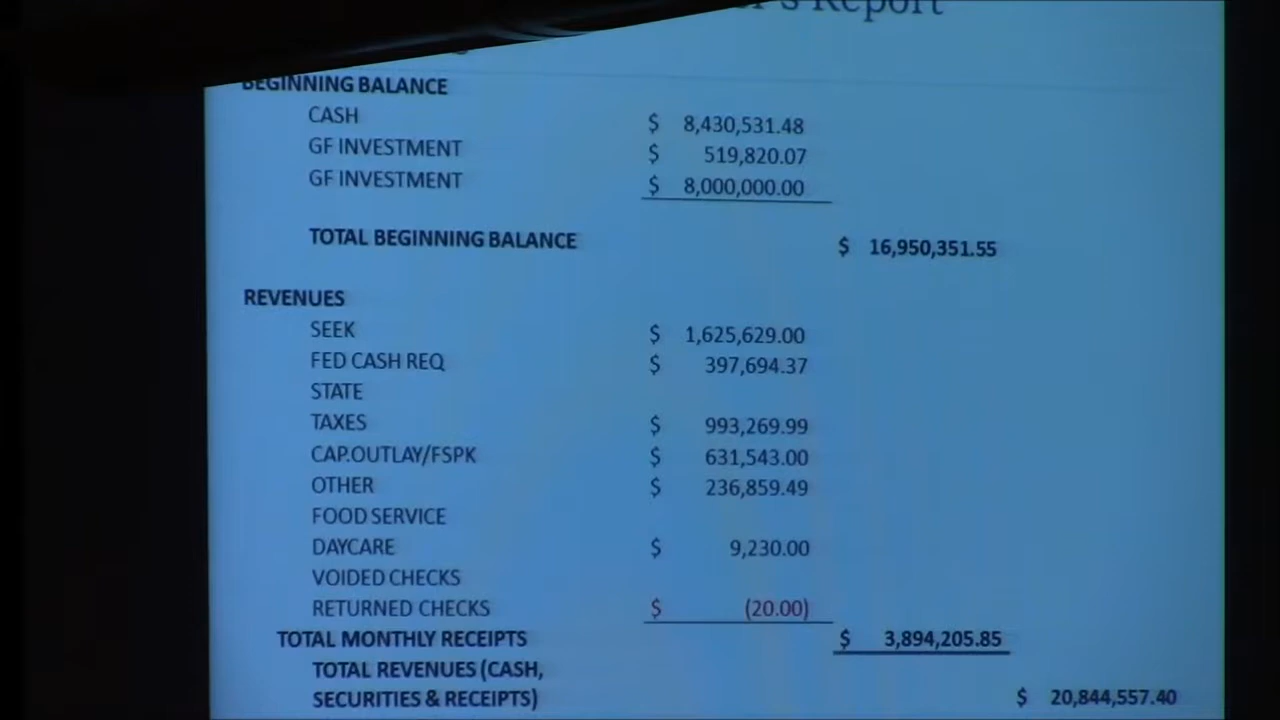 Report
BEGINNING BALANCE
CASH $ 8,430,531.48
GF INVESTMENT $ 519,820.07
GF INVESTMENT $ 8,000,000.00
TOTAL BEGINNING BALANCE $ 16,950,351.55
REVENUES
SEEK $ 1,625,629.00
FED CASH REQ $ 397,694.37
STATE
TAXES $ 993,269.99
CAP.OUTLAY/FSPK $ 631,543.00
OTHER $ 236,859.49
FOOD SERVICE
DAYCARE $ 9,230.00
VOIDED CHECKS
RETURNED CHECKS $ (20.00)
TOTAL MONTHLY RECEIPTS $ 3,894,205.85
TOTAL REVENUES (CASH,
SECURITIES & RECEIPTS) $ 20,844,557.40